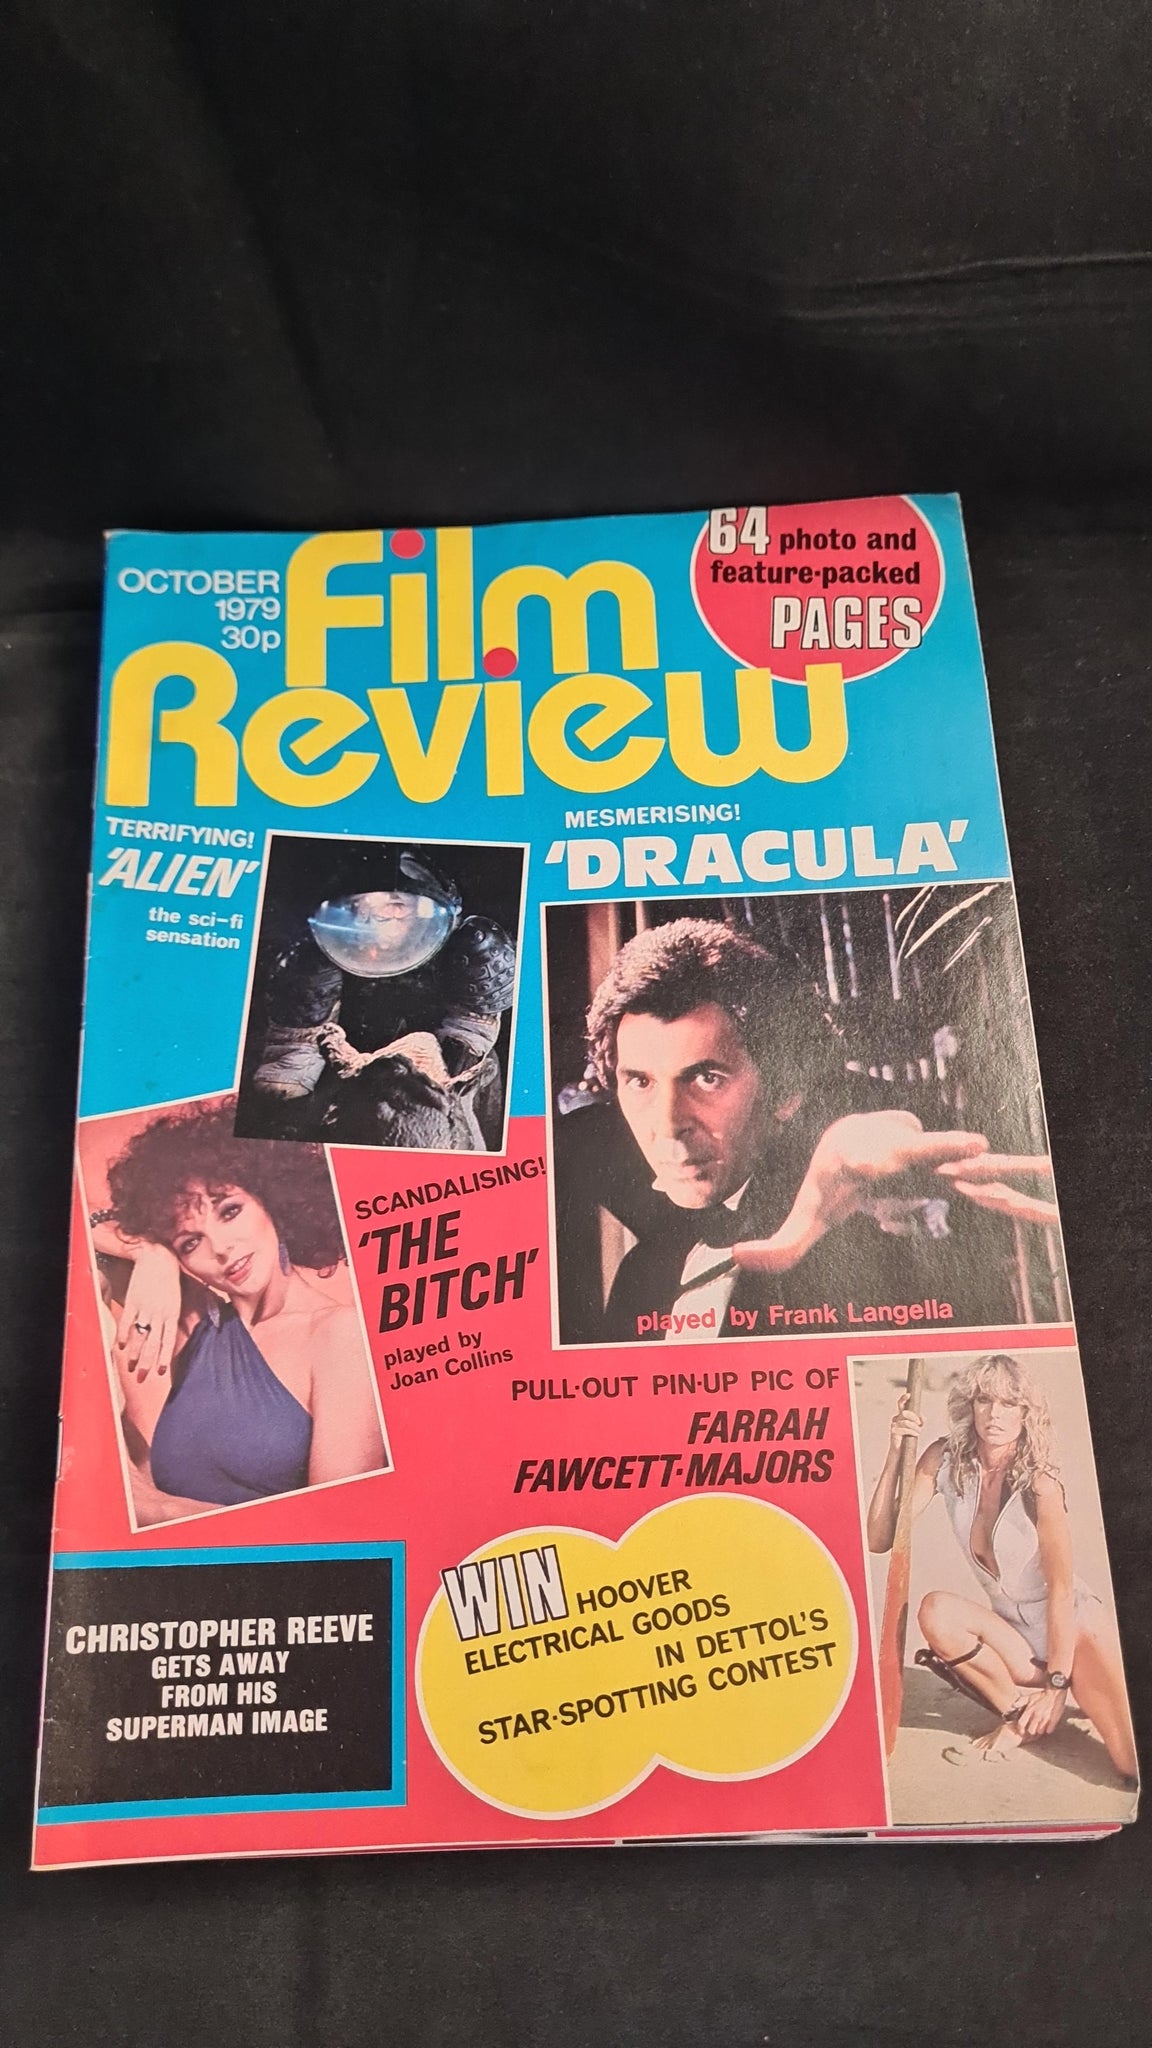 OCTOBER
1979
30p
Film
Review
64 photo and
feature-packed
PAGES
TERRIFYING!
'ALIEN'
the sci-fi
sensation
MESMERISING!
'DRACULA'
played by Frank Langella
SCANDALISING!
'THE
BITCH'
played by
Joan Collins
PULL-OUT PIN-UP PIC OF
FARRAH
FAWCETT-MAJORS
CHRISTOPHER REEVE
GETS AWAY
FROM HIS
SUPERMAN IMAGE
WIN HOOVER
ELECTRICAL GOODS
IN DETTOL'S
STAR-SPOTTING CONTEST